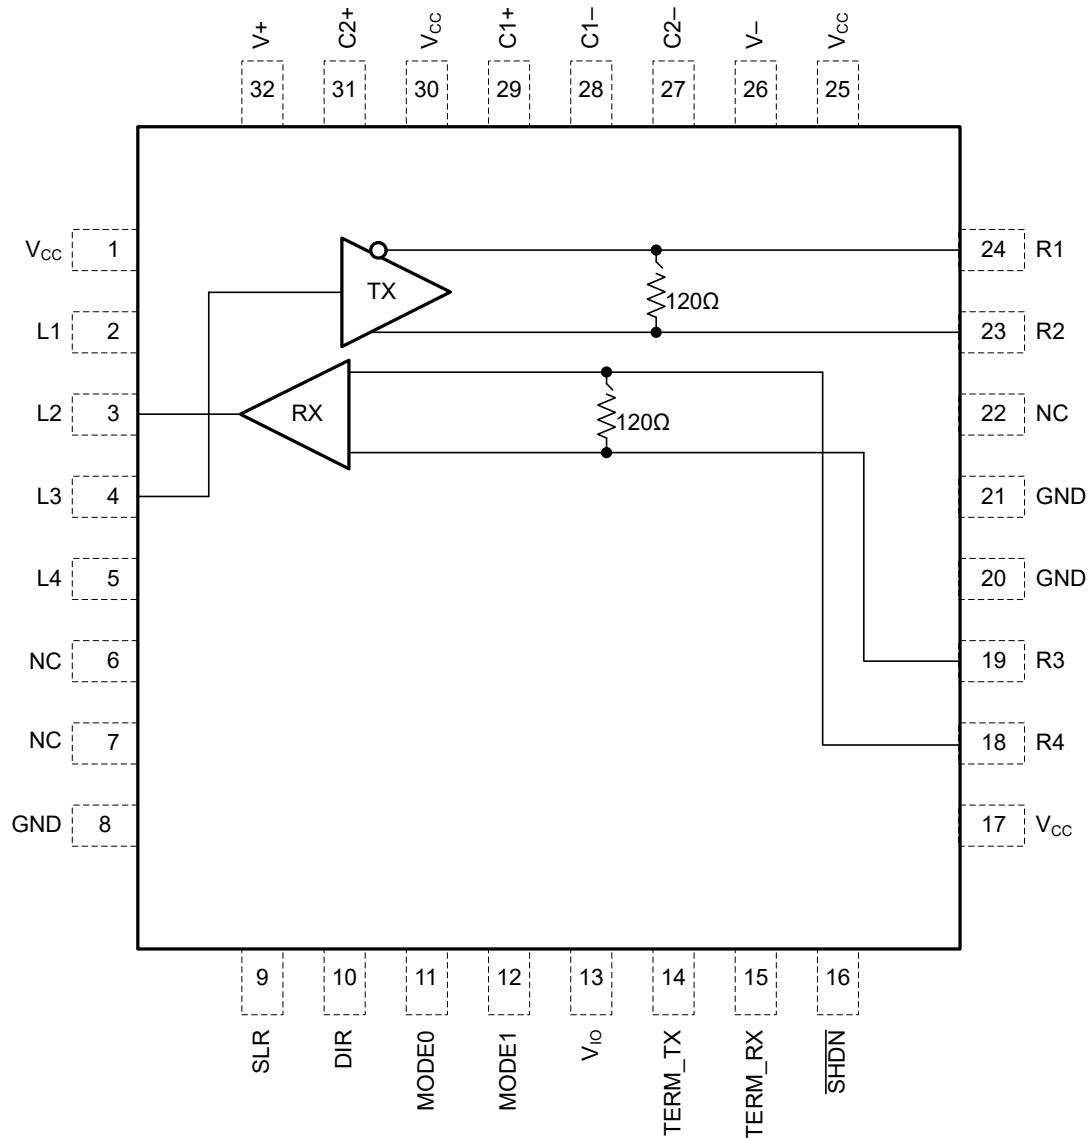 V+
C2+
VCC
C1+
C1–
C2–
V–
VCC
32
31
30
29
28
27
26
25
VCC
1
24
R1
TX
120Ω
L1
2
23
R2
L2
3
RX
120Ω
22
NC
L3
4
21
GND
L4
5
20
GND
NC
6
19
R3
NC
7
18
R4
GND
8
17
VCC
9
10
11
12
13
14
15
16
SLR
DIR
MODE0
MODE1
VIO
TERM_TX
TERM_RX
SHDN